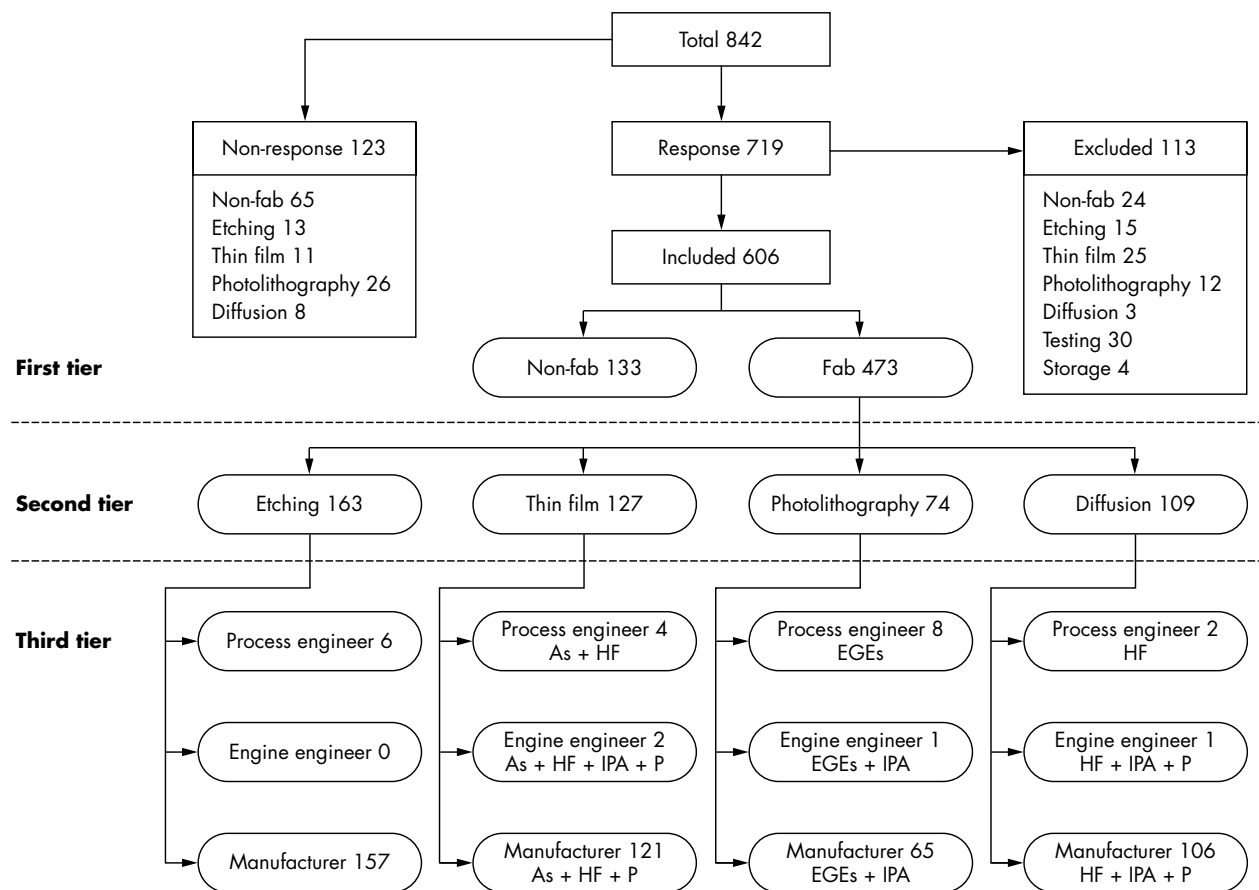 Total 842
Non-response 123
Non-fab 65
Etching 13
Thin film 11
Photolithography 26
Diffusion 8
Response 719
Excluded 113
Non-fab 24
Etching 15
Thin film 25
Photolithography 12
Diffusion 3
Testing 30
Storage 4
Included 606
First tier
Non-fab 133
Fab 473
Second tier
Etching 163
Thin film 127
Photolithography 74
Diffusion 109
Third tier
Process engineer 6
Process engineer 4
As + HF
Process engineer 8
EGEs
Process engineer 2
HF
Engine engineer 0
Engine engineer 2
As + HF + IPA + P
Engine engineer 1
EGEs + IPA
Engine engineer 1
HF + IPA + P
Manufacturer 157
Manufacturer 121
As + HF + P
Manufacturer 65
EGEs + IPA
Manufacturer 106
HF + IPA + P